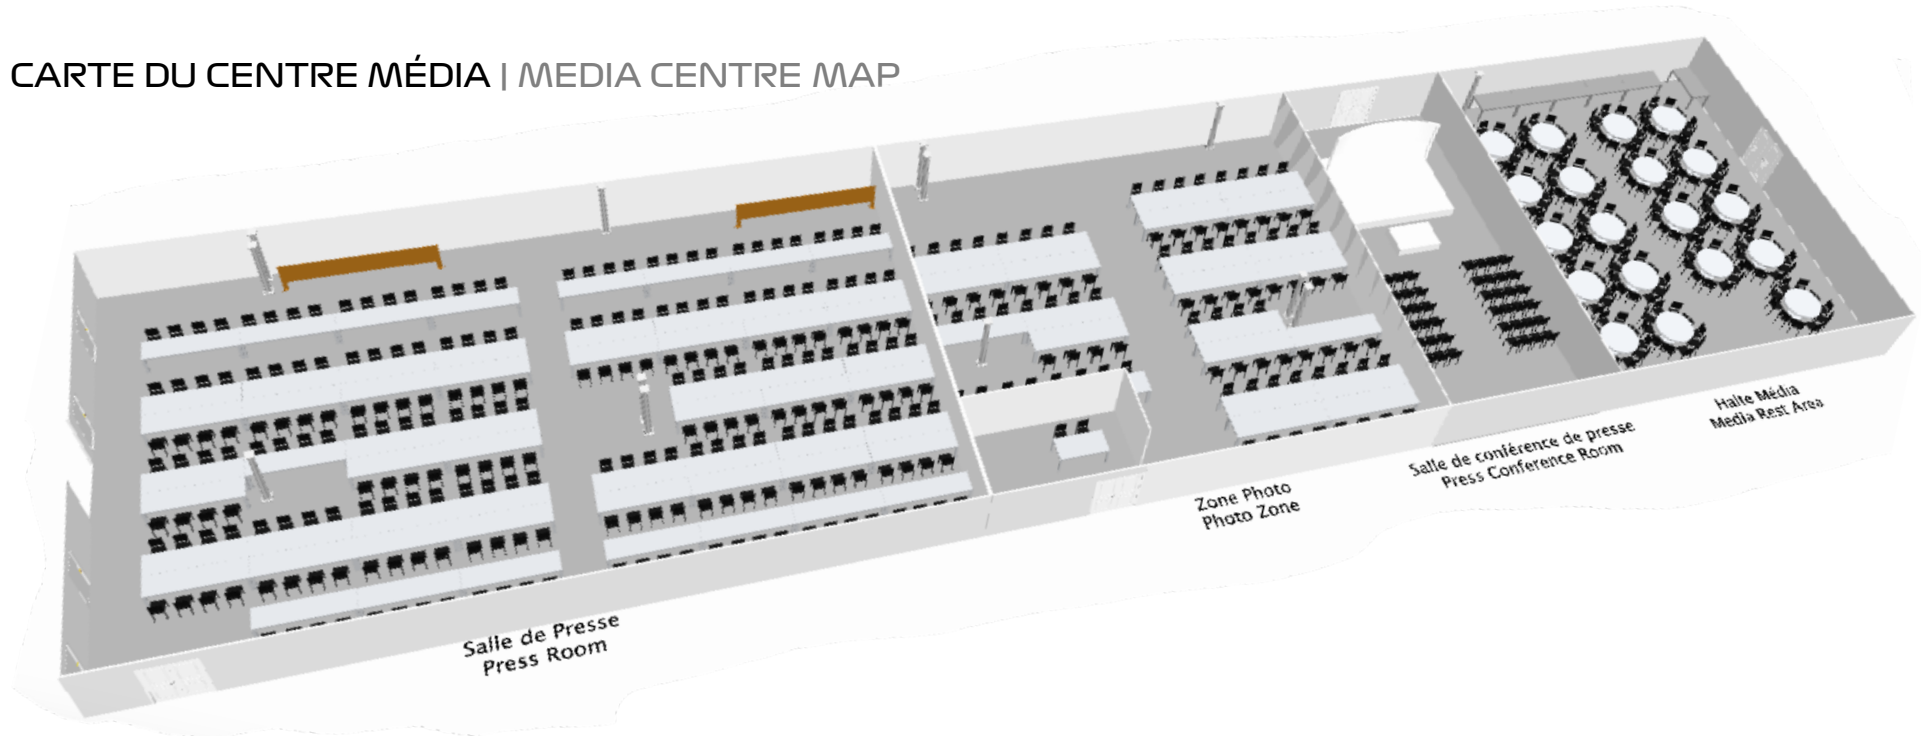 CARTE DU CENTRE MÉDIA | MEDIA CENTRE MAP
Salle de Presse
Press Room
Zone Photo
Photo Zone
Salle de conférence de presse
Press Conference Room
Halte Média
Media Rest Area